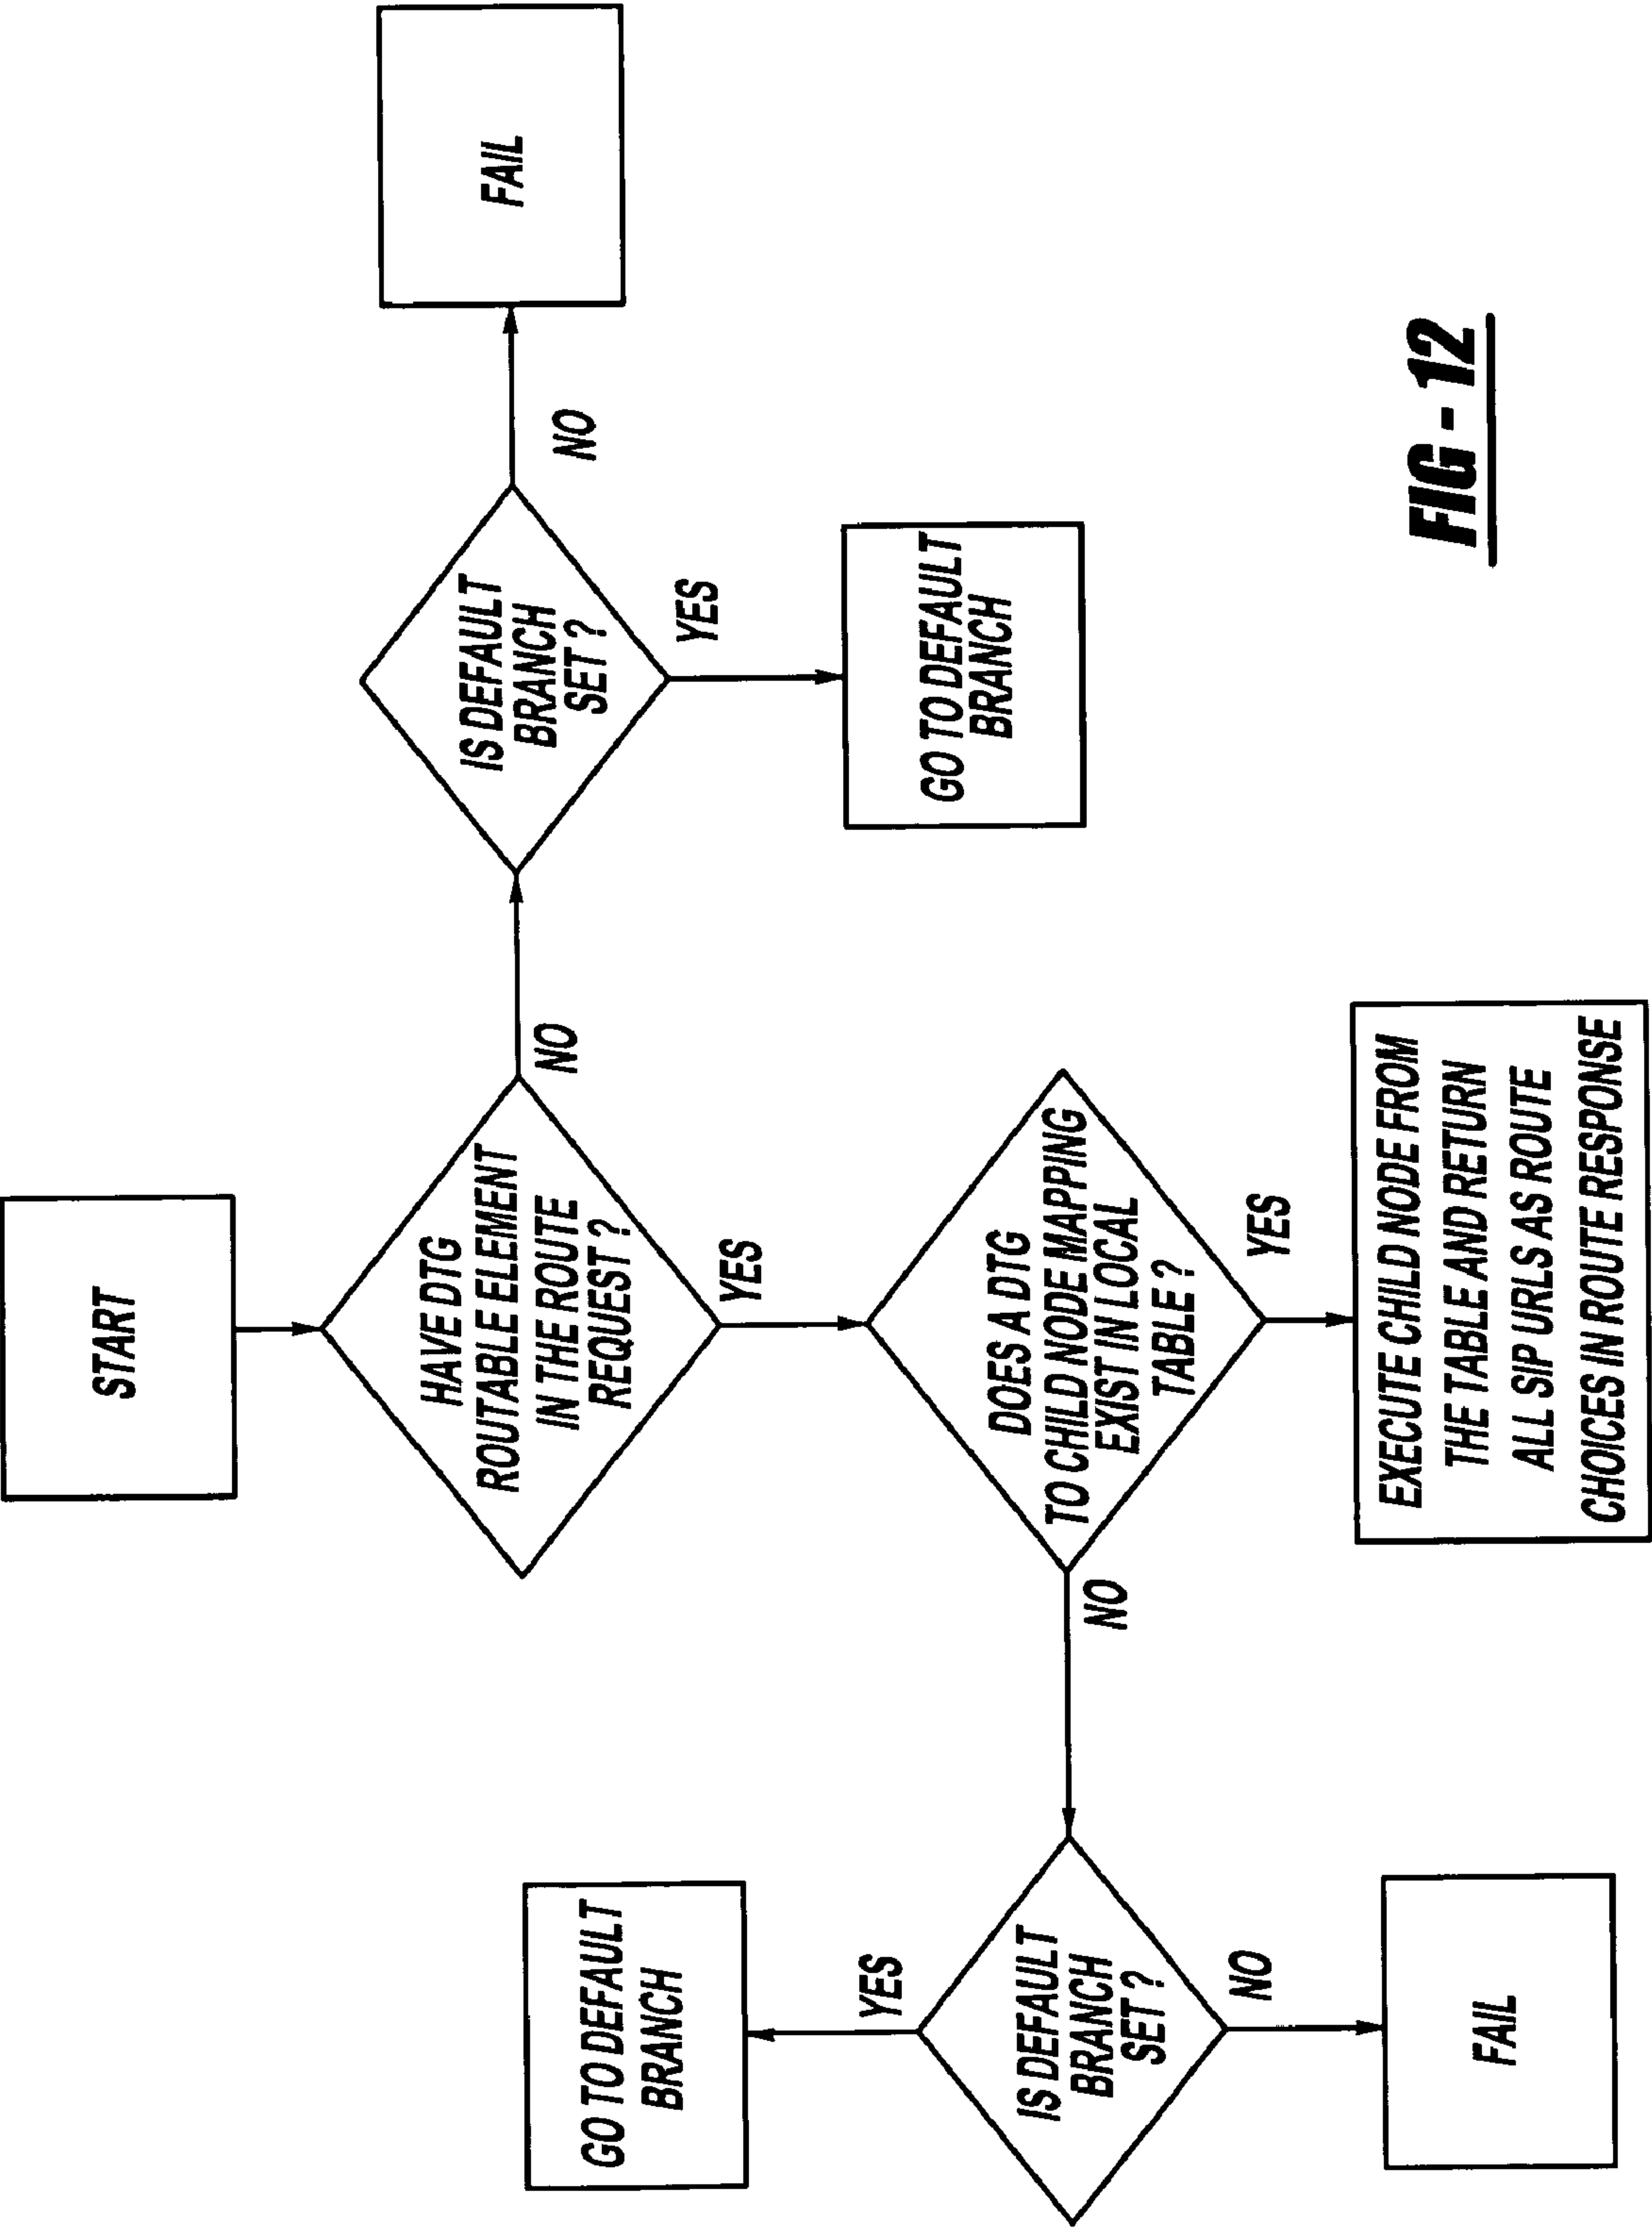 START
HAVE DTG
ROUTABLE ELEMENT
IN THE ROUTE
REQUEST ?
NO
IS DEFAULT
BRANCH
SET ?
NO
FAIL
YES
GO TO DEFAULT
BRANCH
YES
DOES A DTG
TO CHILD NODE MAPPING
EXIST IN LOCAL
TABLE ?
YES
EXECUTE CHILD NODE FROM
THE TABLE AND RETURN
ALL SIP URLS AS ROUTE
CHOICES IN ROUTE RESPONSE
NO
IS DEFAULT
BRANCH
SET ?
YES
GO TO DEFAULT
BRANCH
NO
FAIL
FIG - 12